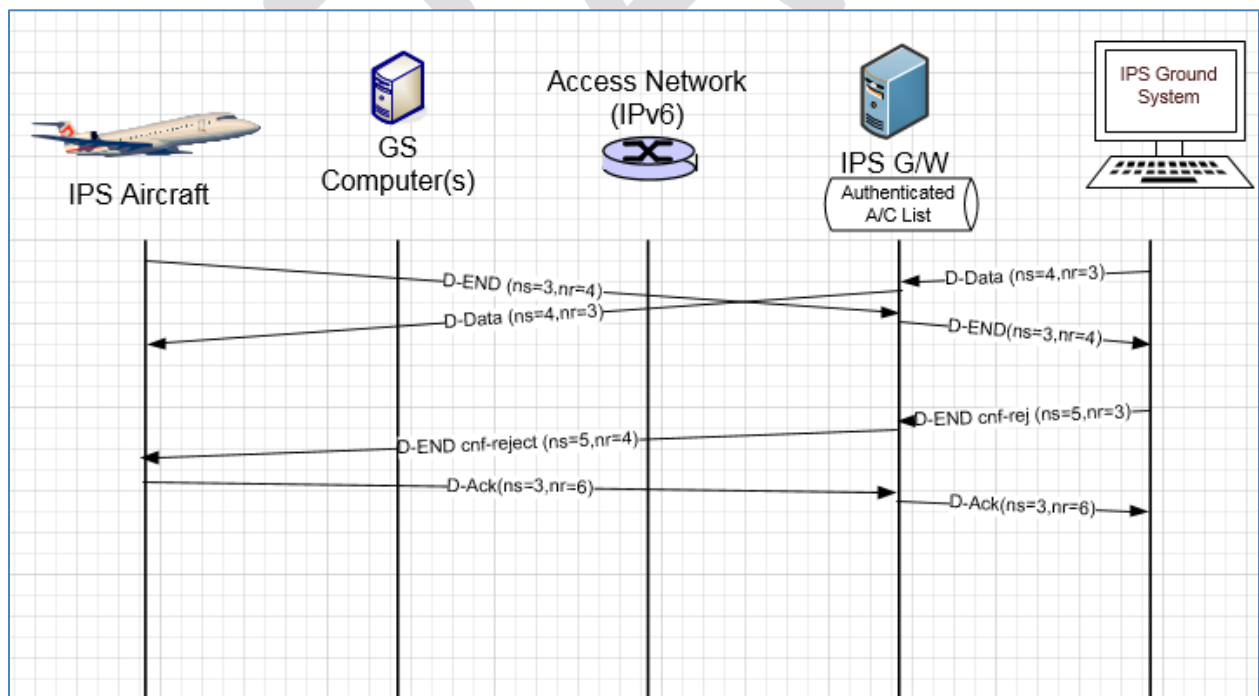 IPS Aircraft
GS
Computer(s)
Access Network
(IPv6)
IPS G/W
Authenticated
A/C List
IPS Ground
System
D-END (ns=3,nr=4)
D-Data (ns=4,nr=3)
D-Data (ns=4,nr=3)
D-END(ns=3,nr=4)
D-END cnf-rej (ns=5,nr=3)
D-END cnf-reject (ns=5,nr=4)
D-Ack(ns=3,nr=6)
D-Ack(ns=3,nr=6)